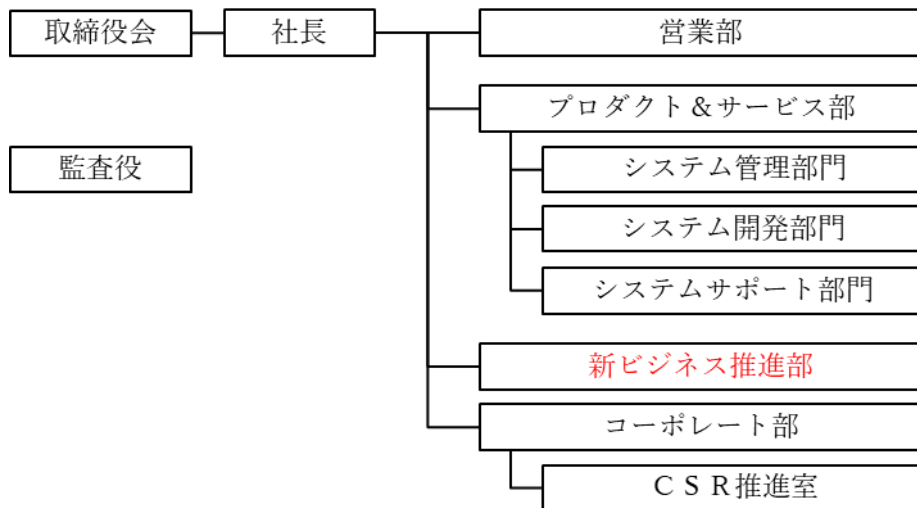 取締役会
社長
営業部
プロダクト＆サービス部
監査役
システム管理部門
システム開発部門
システムサポート部門
新ビジネス推進部
コーポレート部
ＣＳＲ推進室